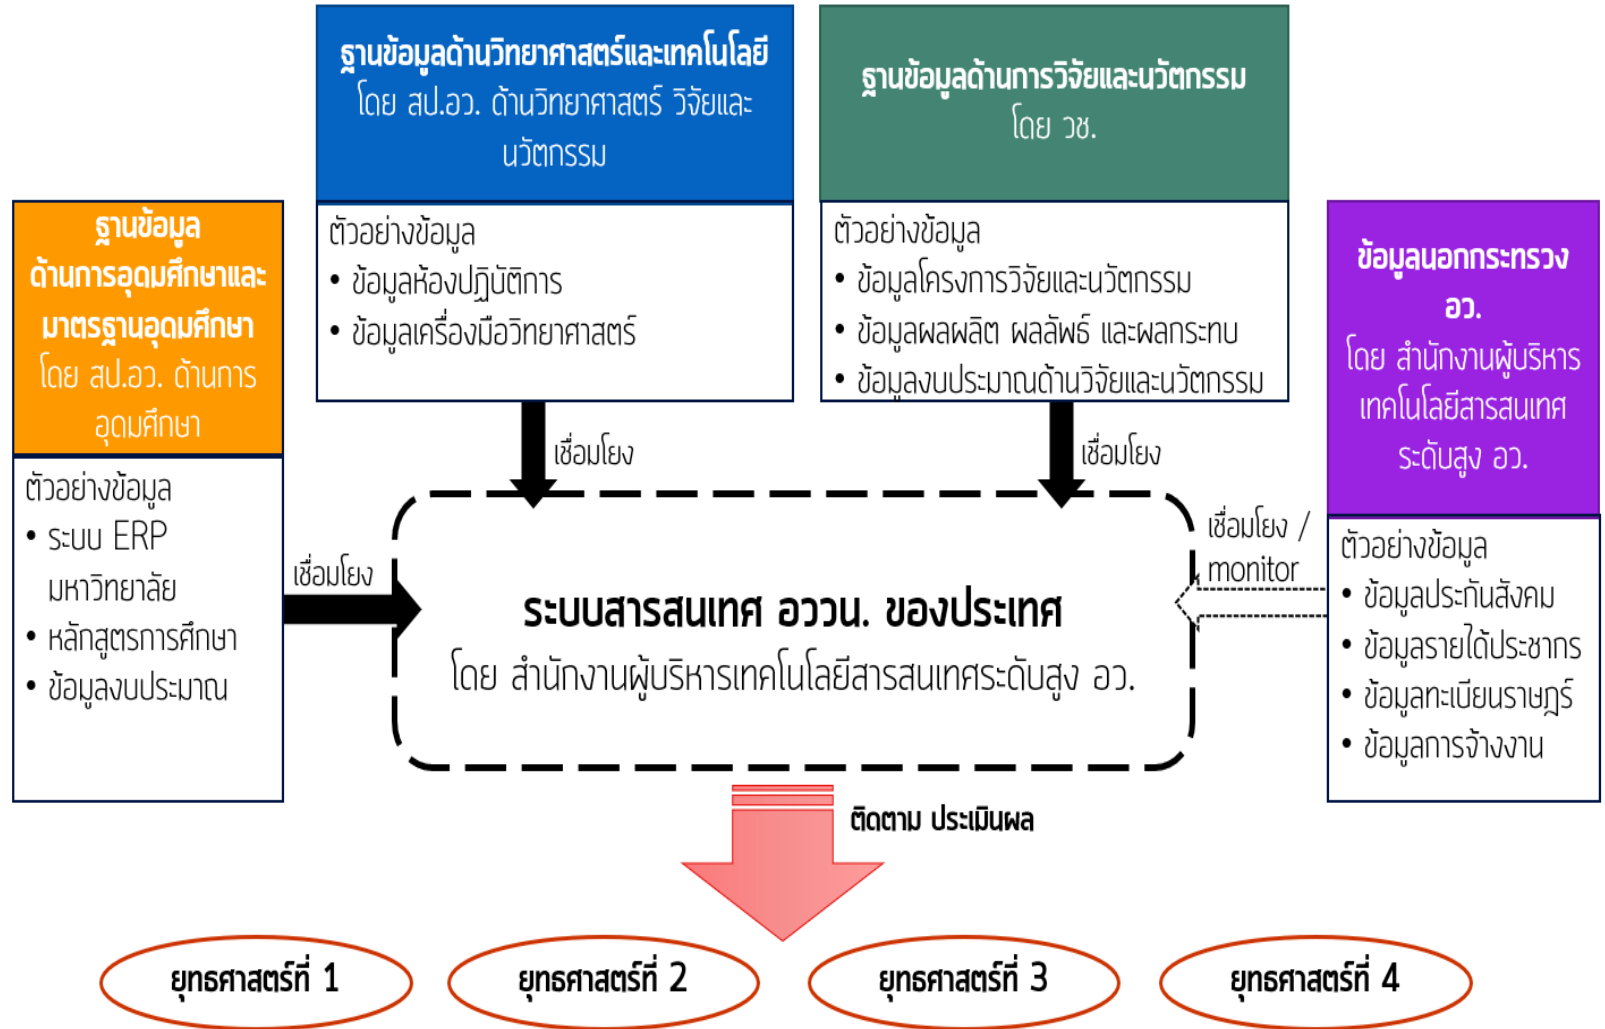 ฐานข้อมูลด้านวิทยาศาสตร์และเทคโนโลยี
โดย สป.อว. ด้านวิทยาศาสตร์ วิจัยและ
นวัตกรรม
ตัวอย่างข้อมูล
• ข้อมูลห้องปฏิบัติการ
• ข้อมูลเครื่องมือวิทยาศาสตร์
เชื่อมโยง
ฐานข้อมูลด้านการวิจัยและนวัตกรรม
โดย วช.
ตัวอย่างข้อมูล
• ข้อมูลโครงการวิจัยและนวัตกรรม
• ข้อมูลผลผลิต ผลลัพธ์ และผลกระทบ
• ข้อมูลงบประมาณด้านวิจัยและนวัตกรรม
เชื่อมโยง
ฐานข้อมูล
ด้านการอุดมศึกษาและ
มาตรฐานอุดมศึกษา
โดย สป.อว. ด้านการ
อุดมศึกษา
ตัวอย่างข้อมูล
• ระบบ ERP
มหาวิทยาลัย
• หลักสูตรการศึกษา
• ข้อมูลงบประมาณ
เชื่อมโยง
ข้อมูลนอกกระทรวง
อว.
โดย สำนักงานผู้บริหาร
เทคโนโลยีสารสนเทศ
ระดับสูง อว.
ตัวอย่างข้อมูล
• ข้อมูลประกันสังคม
• ข้อมูลรายได้ประชากร
• ข้อมูลทะเบียนราษฎร์
• ข้อมูลการจ้างงาน
เชื่อมโยง /
monitor
ระบบสารสนเทศ อววน. ของประเทศ
โดย สำนักงานผู้บริหารเทคโนโลยีสารสนเทศระดับสูง อว.
ติดตาม ประเมินผล
ยุทธศาสตร์ที่ 1
ยุทธศาสตร์ที่ 2
ยุทธศาสตร์ที่ 3
ยุทธศาสตร์ที่ 4